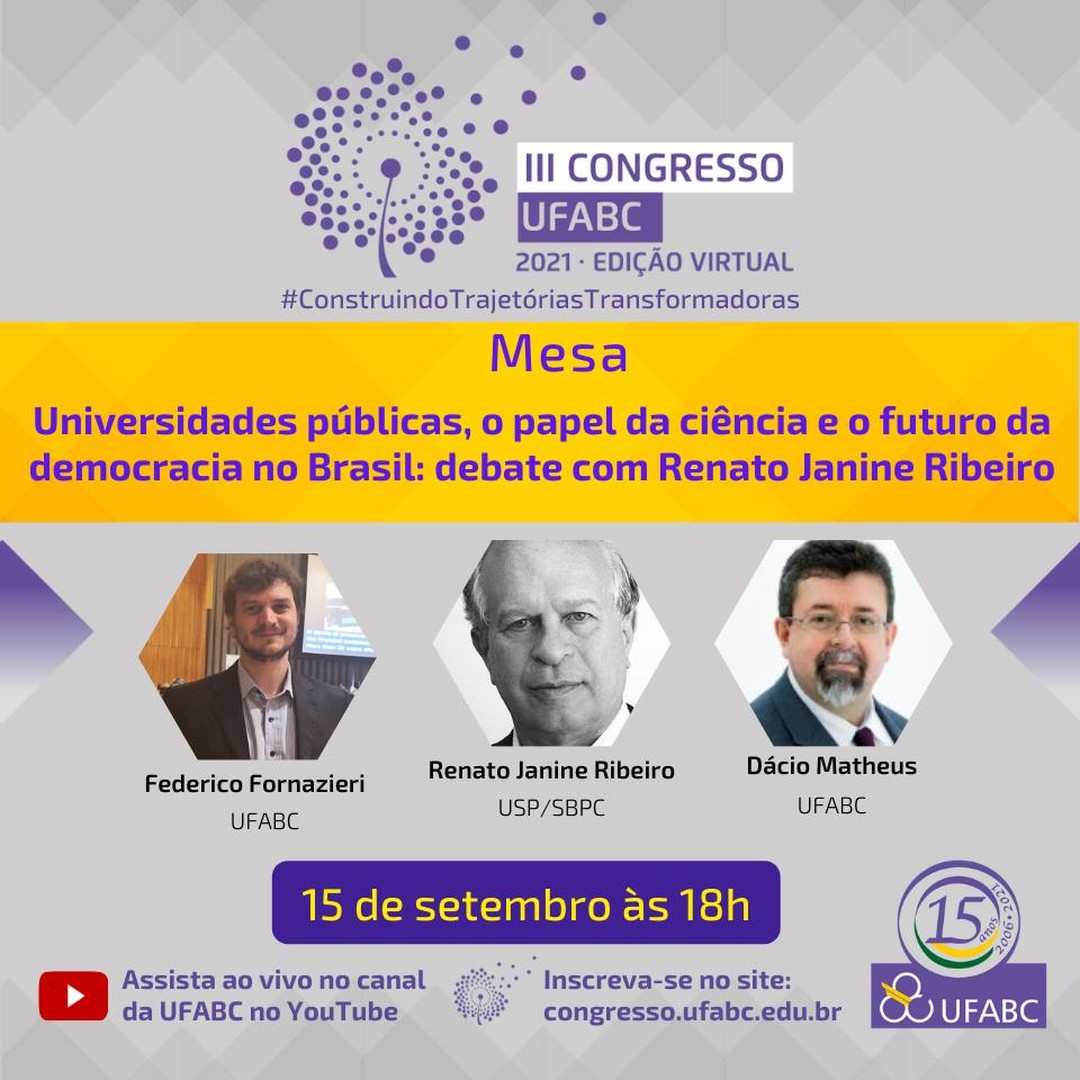 III CONGRESSO
UFABC
2021 · EDIÇÃO VIRTUAL
#ConstruindoTrajetóriasTransformadoras
Mesa
Universidades públicas, o papel da ciência e o futuro da
democracia no Brasil: debate com Renato Janine Ribeiro
Federico Fornazieri
UFABC
Renato Janine Ribeiro
USP/SBPC
Dácio Matheus
UFABC
15 de setembro às 18h
Assista ao vivo no canal
da UFABC no YouTube
Inscreva-se no site:
congresso.ufabc.edu.br
15
anos
2006•2021
UFABC